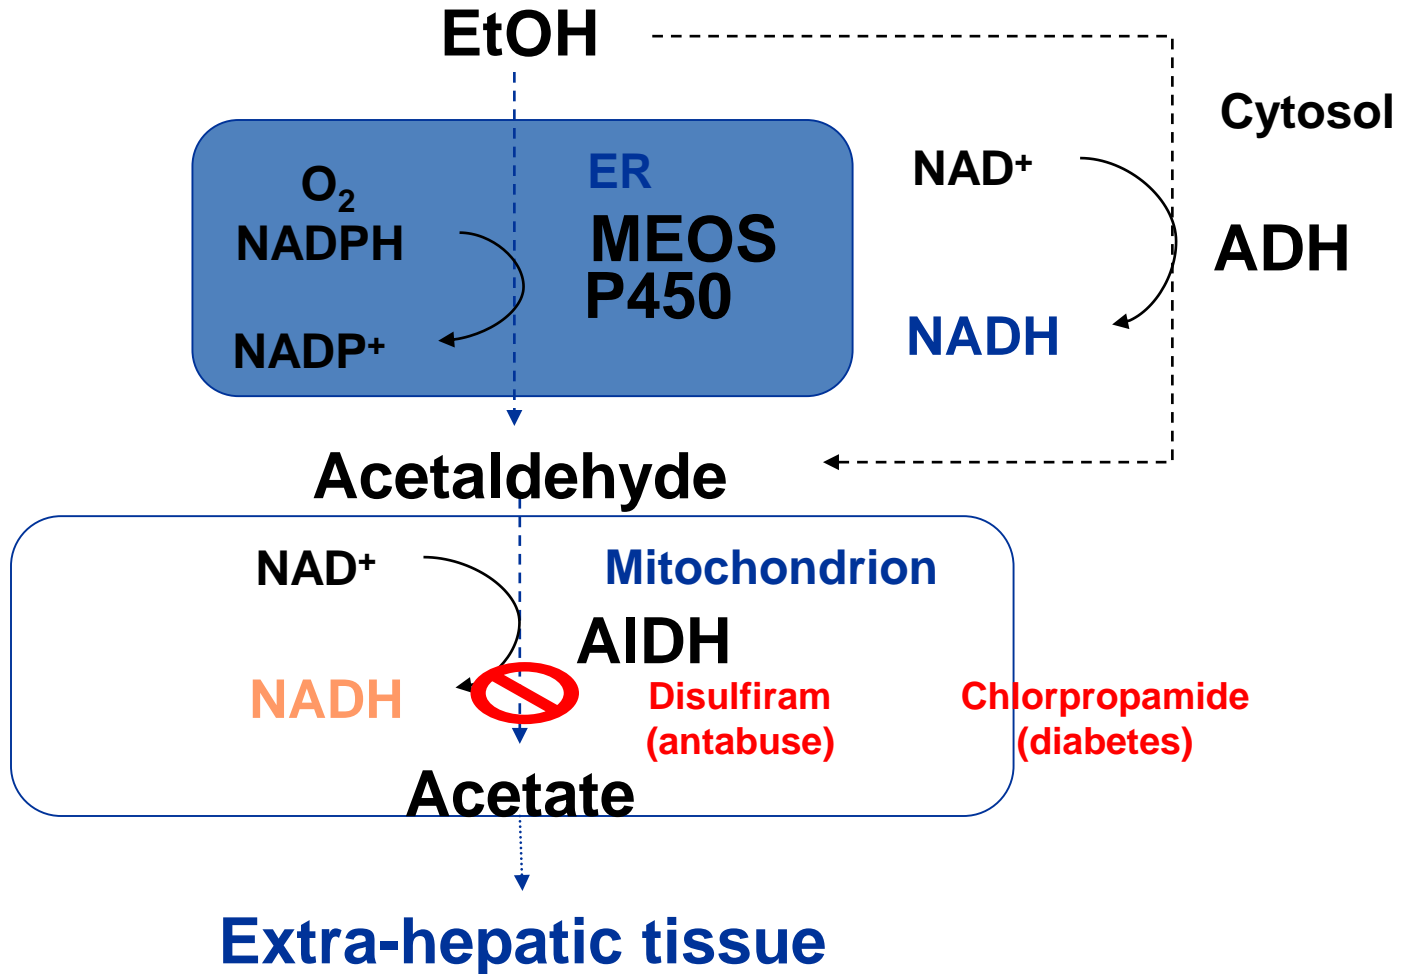 EtOH
Cytosol
O₂
NADPH
NADP⁺
ER
MEOS
P450
NAD⁺
NADH
ADH
Acetaldehyde
NAD⁺
NADH
Mitochondrion
AlDH
Disulfiram
(antabuse)
Chlorpropamide
(diabetes)
Acetate
Extra-hepatic tissue